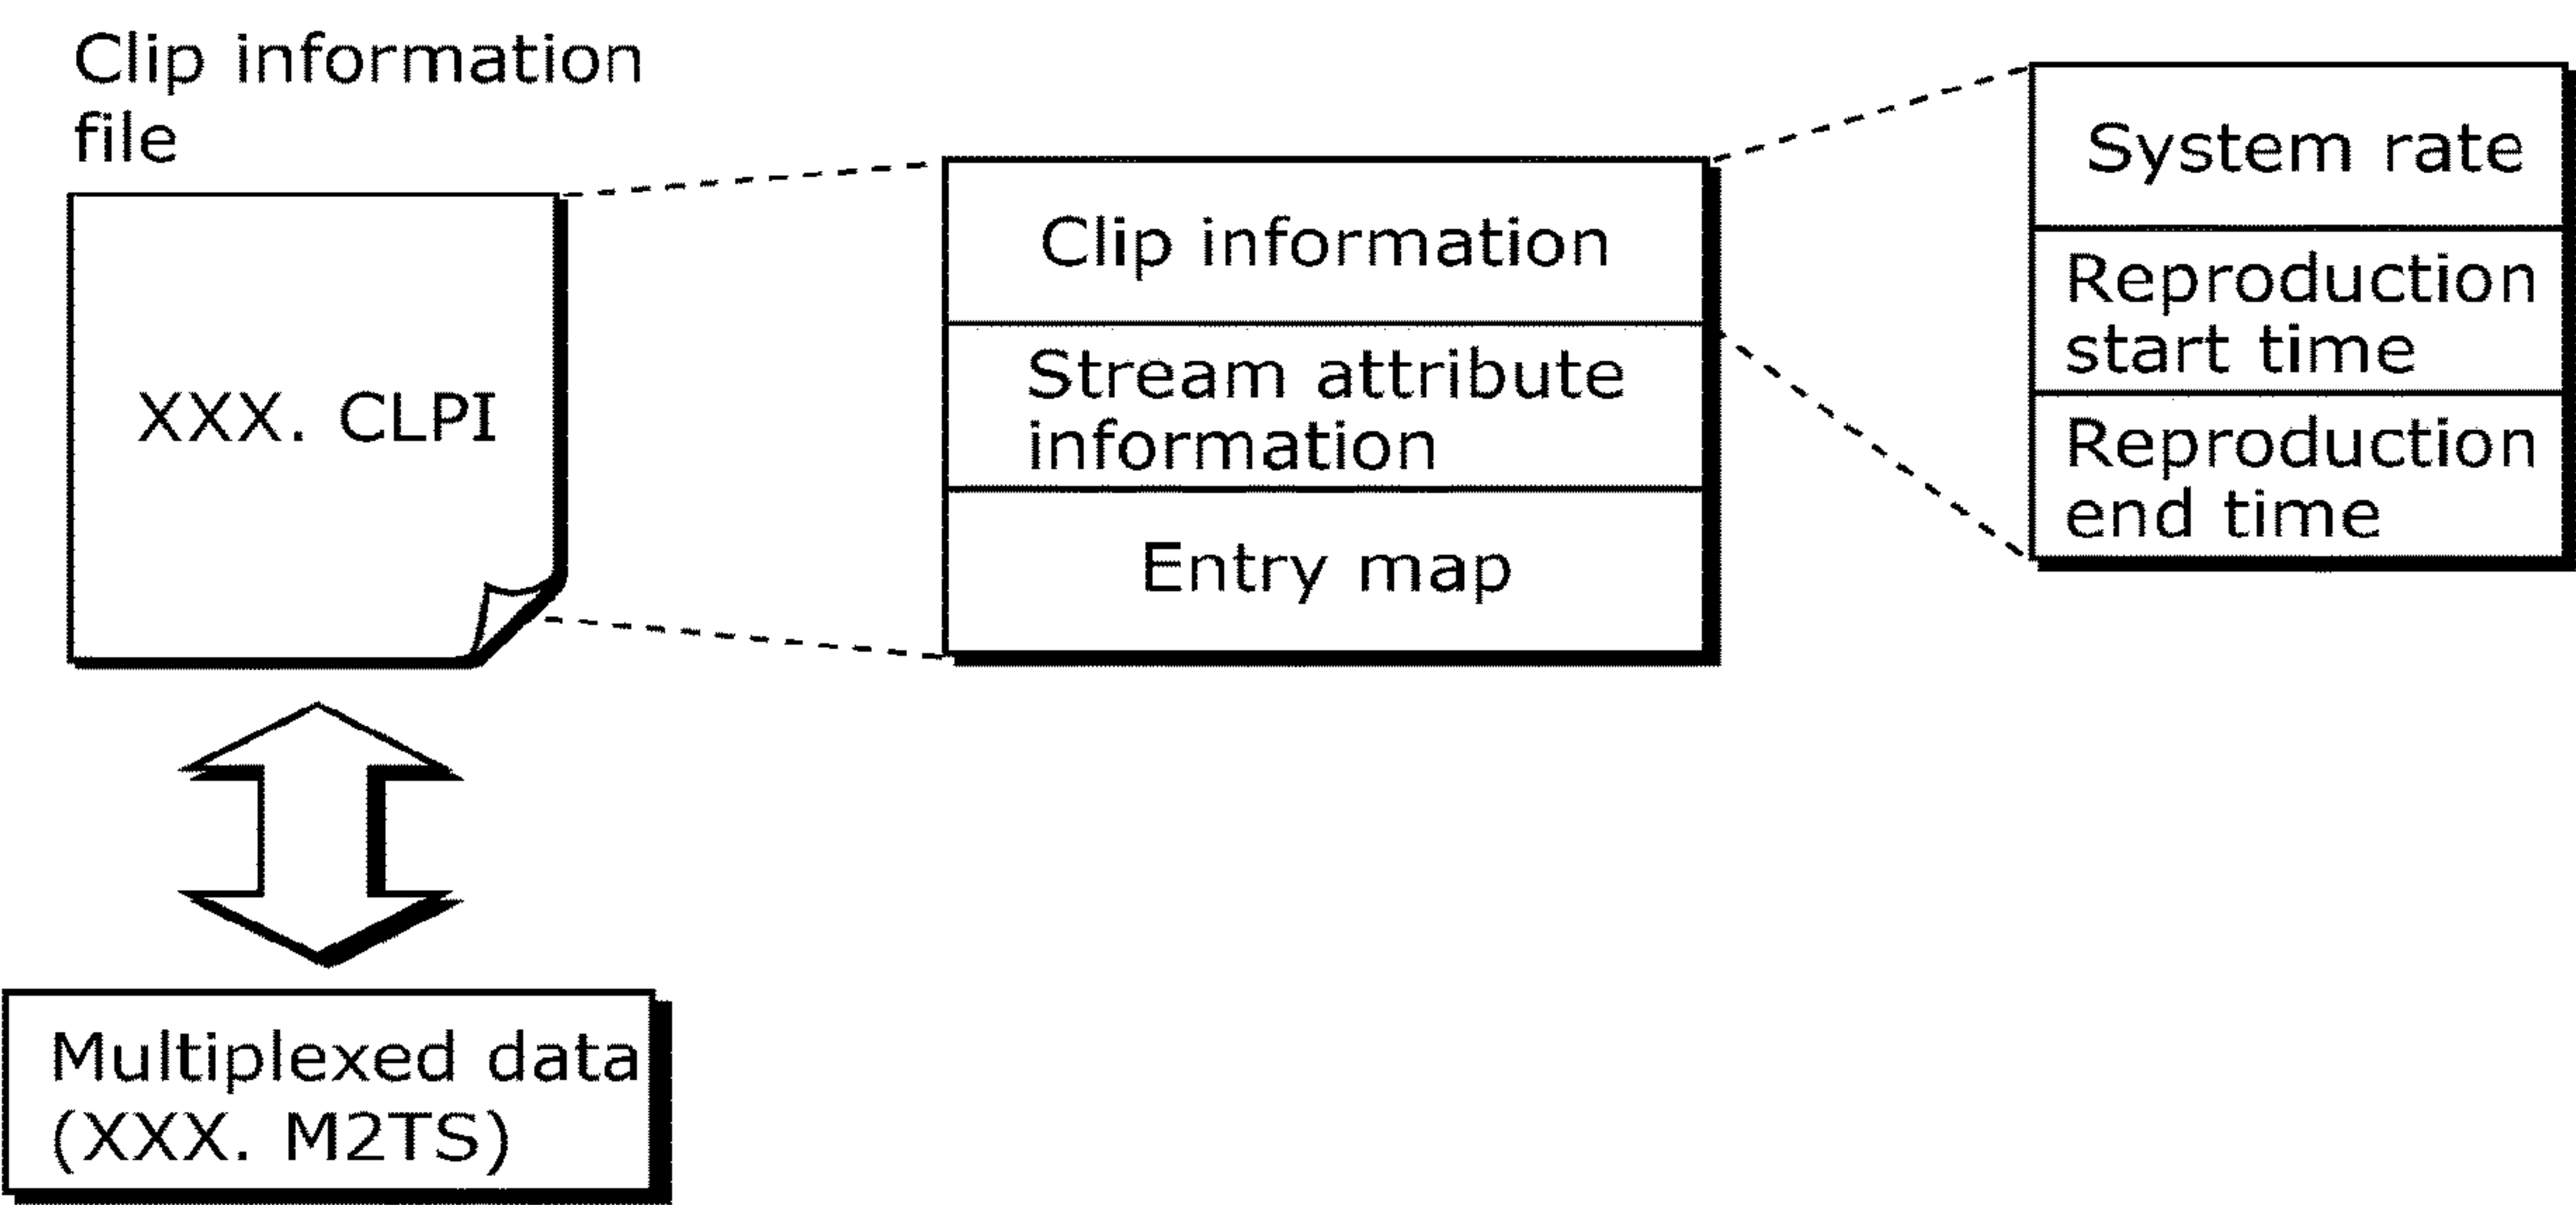 Clip information
file
XXX. CLPI
Multiplexed data
(XXX. M2TS)
Clip information
Stream attribute
information
Entry map
System rate
Reproduction
start time
Reproduction
end time